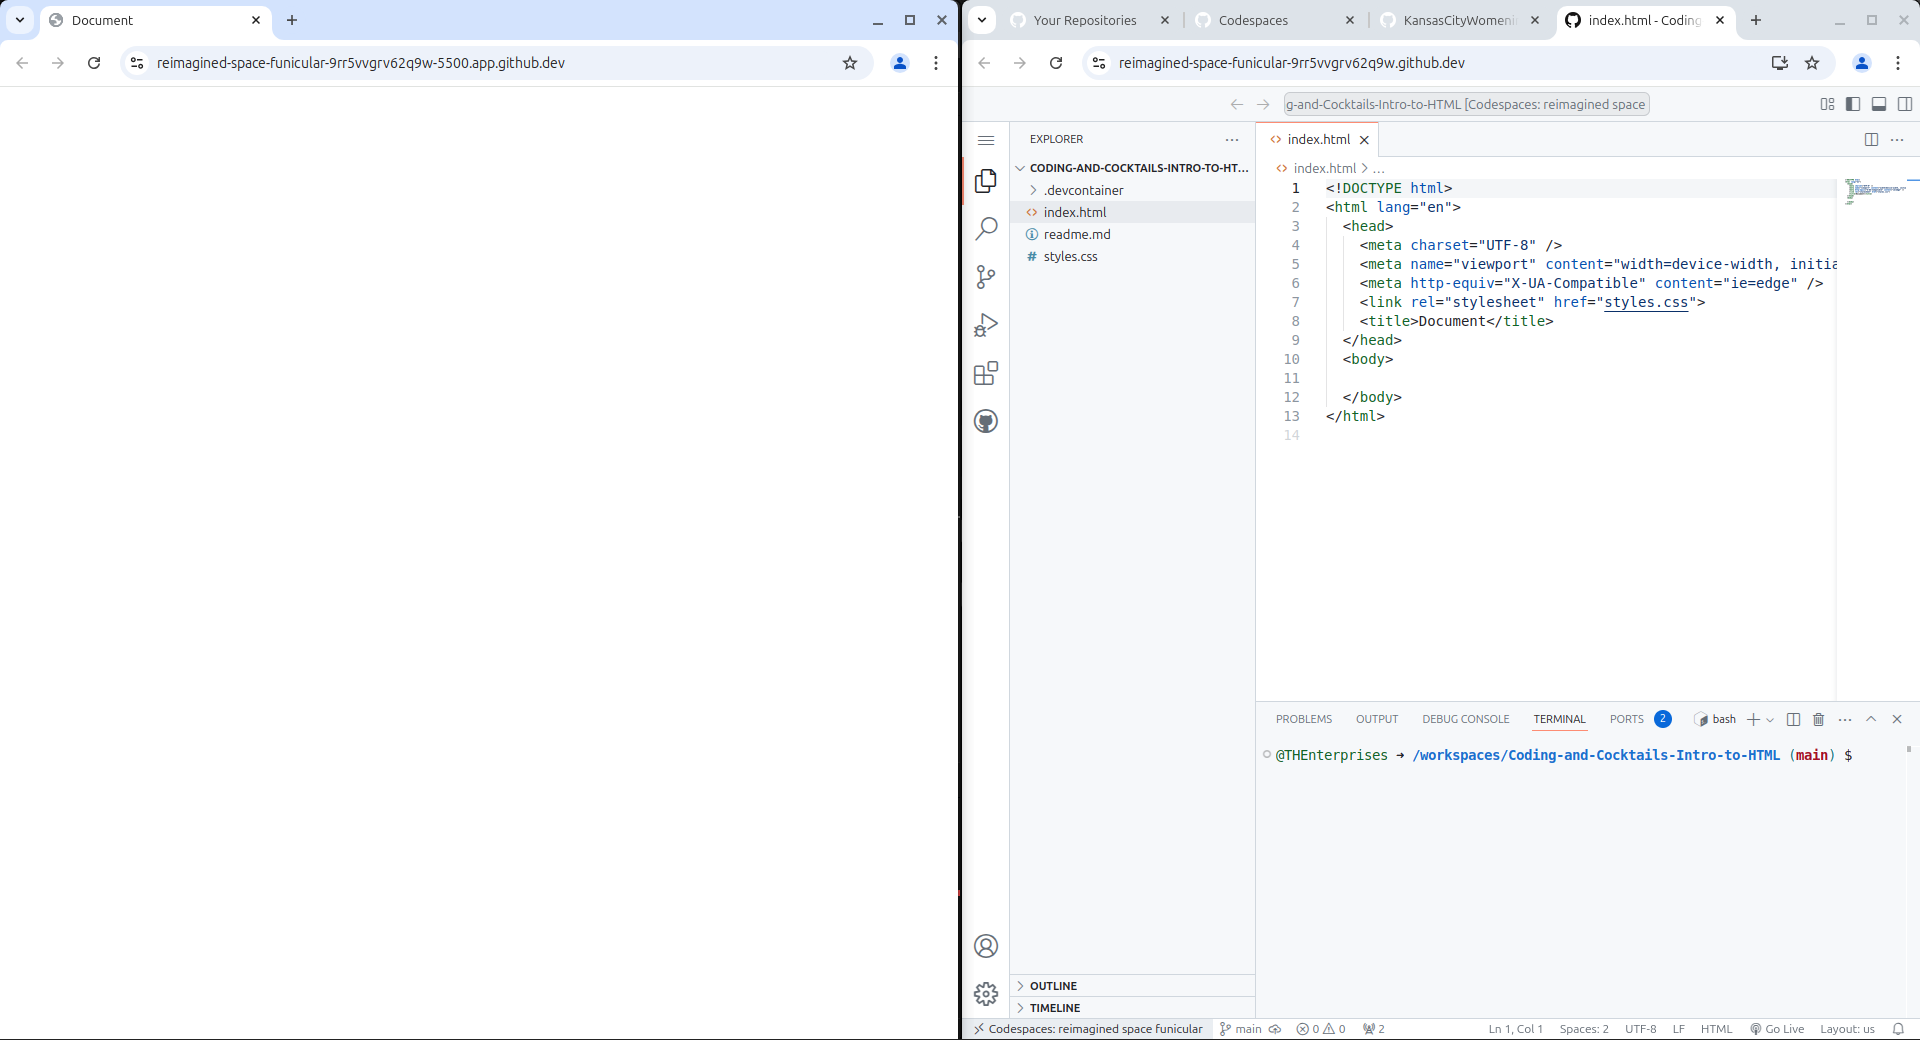 Document
reimagined-space-funicular-9rr5vvgrv62q9w-5500.app.github.dev
Your Repositories
Codespaces
KansasCityWomenin
index.html - Coding
reimagined-space-funicular-9rr5vvgrv62q9w.github.dev
g-and-Cocktails-Intro-to-HTML [Codespaces: reimagined space
EXPLORER
CODING-AND-COCKTAILS-INTRO-TO-HT...
.devcontainer
index.html
readme.md
styles.css
OUTLINE
TIMELINE
index.html
index.html > ...
1 <!DOCTYPE html>
2 <html lang="en">
3 <head>
4 <meta charset="UTF-8" />
5 <meta name="viewport" content="width=device-width, initia
6 <meta http-equiv="X-UA-Compatible" content="ie=edge" />
7 <link rel="stylesheet" href="styles.css">
8 <title>Document</title>
9 </head>
10 <body>
11
12 </body>
13 </html>
14
PROBLEMS OUTPUT DEBUG CONSOLE TERMINAL PORTS 2 bash
@THEnterprises ➜ /workspaces/Coding-and-Cocktails-Intro-to-HTML (main) $
Codespaces: reimagined space funicular main 0 0 2 Ln 1, Col 1 Spaces: 2 UTF-8 LF HTML Go Live Layout: us